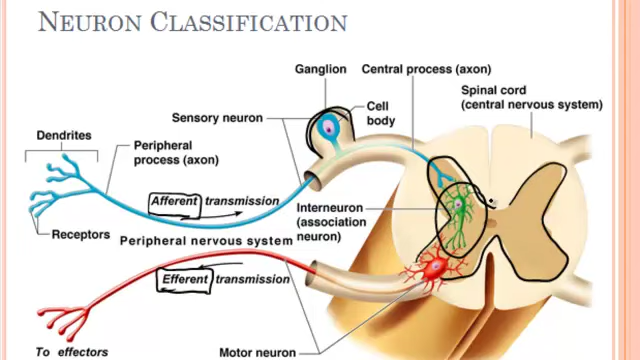 NEURON CLASSIFICATION
Ganglion
Central process (axon)
Spinal cord
(central nervous system)
Cell
body
Sensory neuron
Dendrites
Peripheral
process (axon)
Afferent transmission
Interneuron
(association
neuron)
Receptors
Peripheral nervous system
Efferent transmission
To effectors
Motor neuron